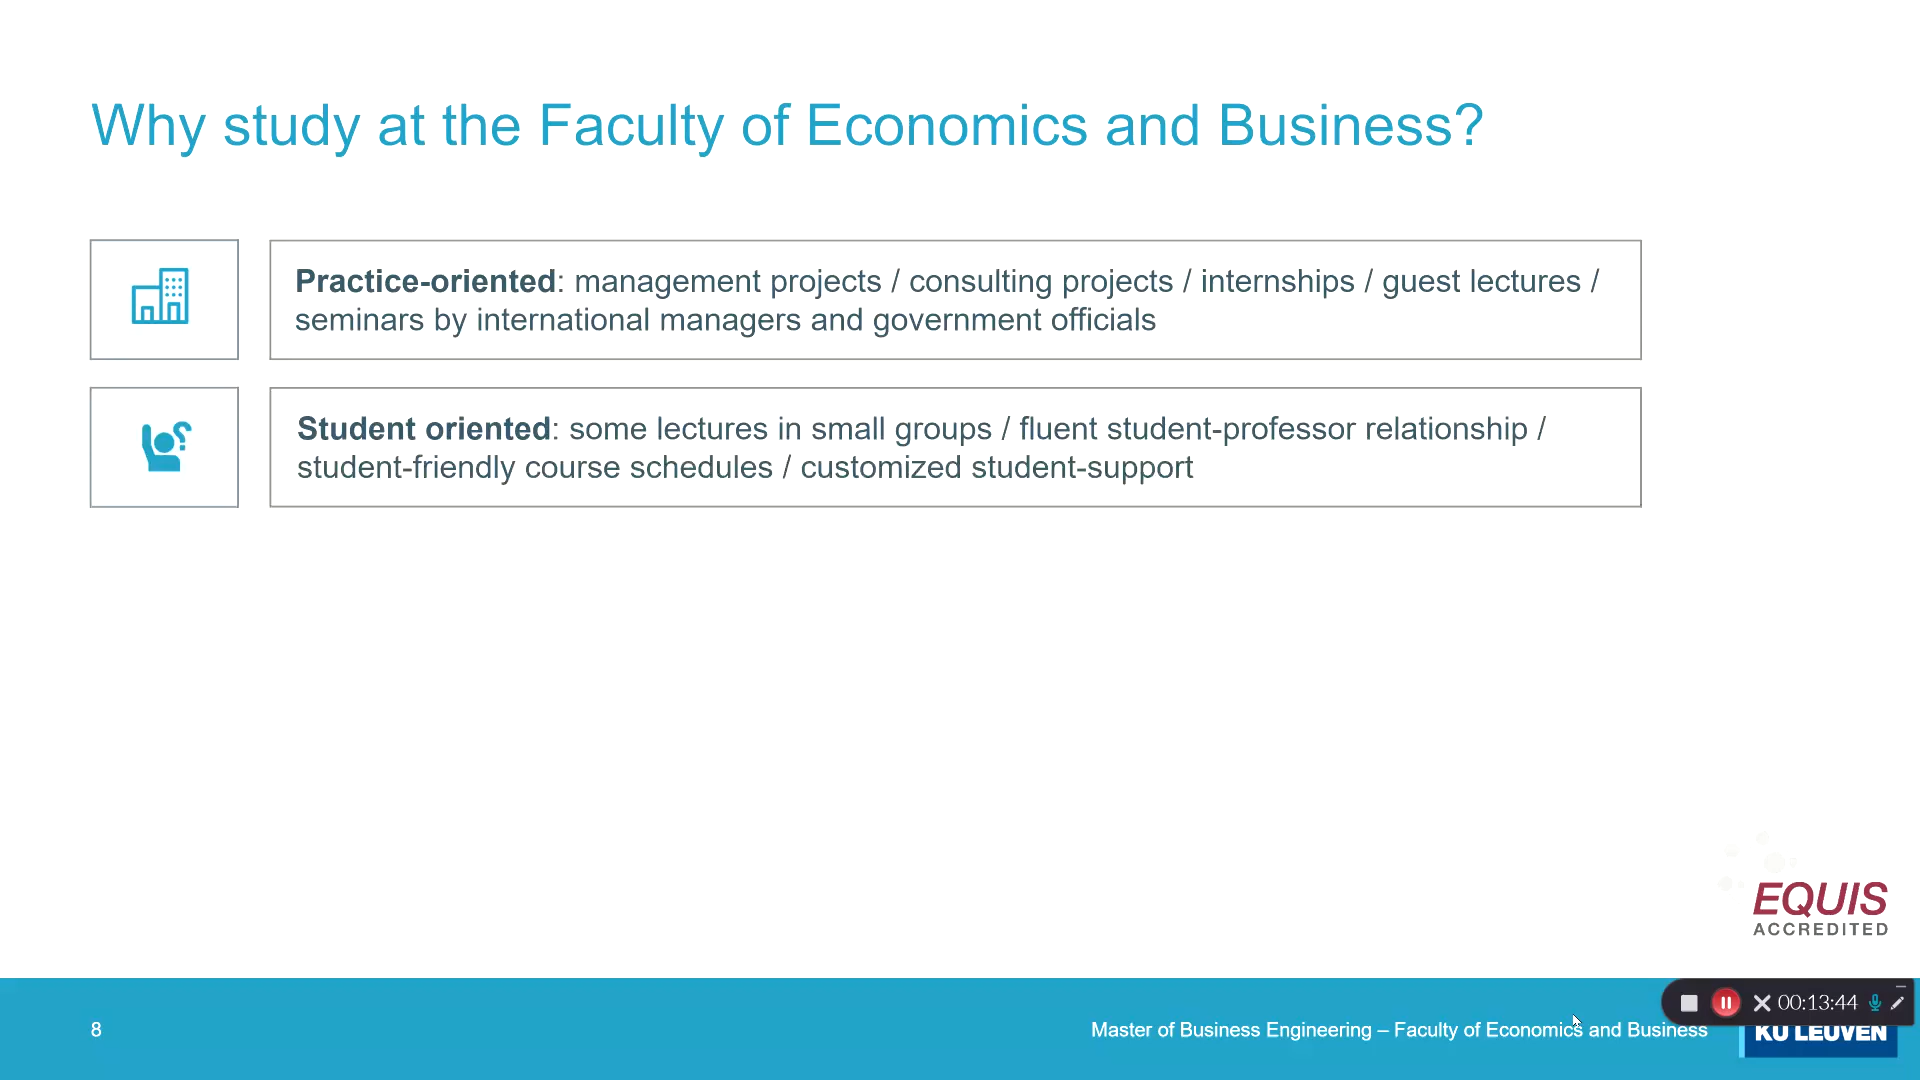 Why study at the Faculty of Economics and Business?
Practice-oriented: management projects / consulting projects / internships / guest lectures /
seminars by international managers and government officials
Student oriented: some lectures in small groups / fluent student-professor relationship /
student-friendly course schedules / customized student-support
EQUIS
ACCREDITED
00:13:44
8
Master of Business Engineering – Faculty of Economics and Business
KU LEUVEN